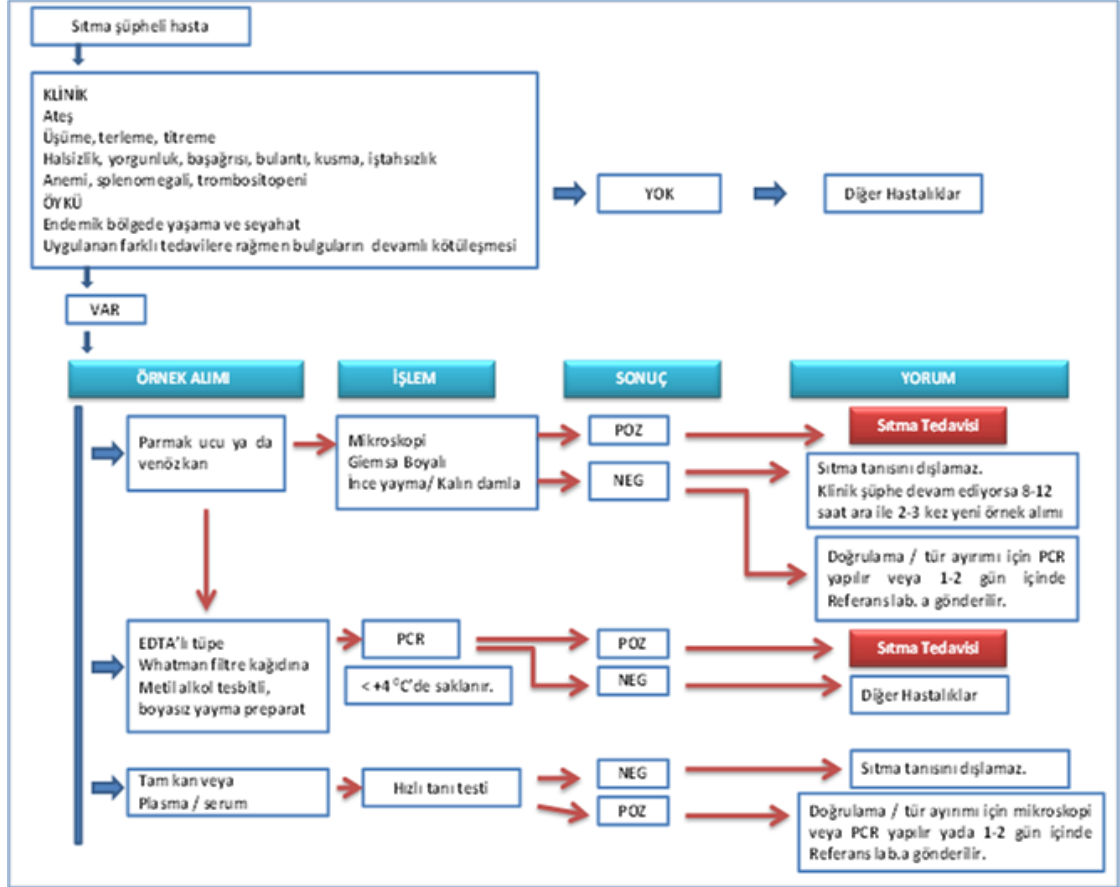 Sıtma şüpheli hasta
KLİNİK
Ateş
Üşüme, terleme, titreme
Halsizlik, yorgunluk, başağrısı, bulantı, kusma, iştahsızlık
Anemi, splenomegali, trombositopeni
ÖYKÜ
Endemik bölgede yaşama ve seyahat
Uygulanan farklı tedavilere rağmen bulguların devamlı kötüleşmesi
YOK
Diğer Hastalıklar
VAR
ÖRNEK ALIMI
İŞLEM
SONUÇ
YORUM
Parmak ucu ya da
venözkan
Mikroskopi
Giemsa Boyalı
İnce yayma/ Kalın damla
POZ
NEG
Sıtma Tedavisi
Sıtma tanısını dışlamaz.
Klinik şüphe devam ediyorsa 8-12
saat ara ile 2-3 kez yeni örnek alımı
Doğrulama / tür ayırımı için PCR
yapılır veya 1-2 gün içinde
Referans lab. a gönderilir.
EDTA'lı tüpe
Whatman filtre kağıdına
Metil alkol tesbitli,
boyasız yayma preparat
PCR
< +4 °C'de saklanır.
POZ
NEG
Sıtma Tedavisi
Diğer Hastalıklar
Tam kan veya
Plasma / serum
Hızlı tanı testi
NEG
POZ
Sıtma tanısını dışlamaz.
Doğrulama / tür ayırımı için mikroskopi
veya PCR yapılır yada 1-2 gün içinde
Referans lab.a gönderilir.